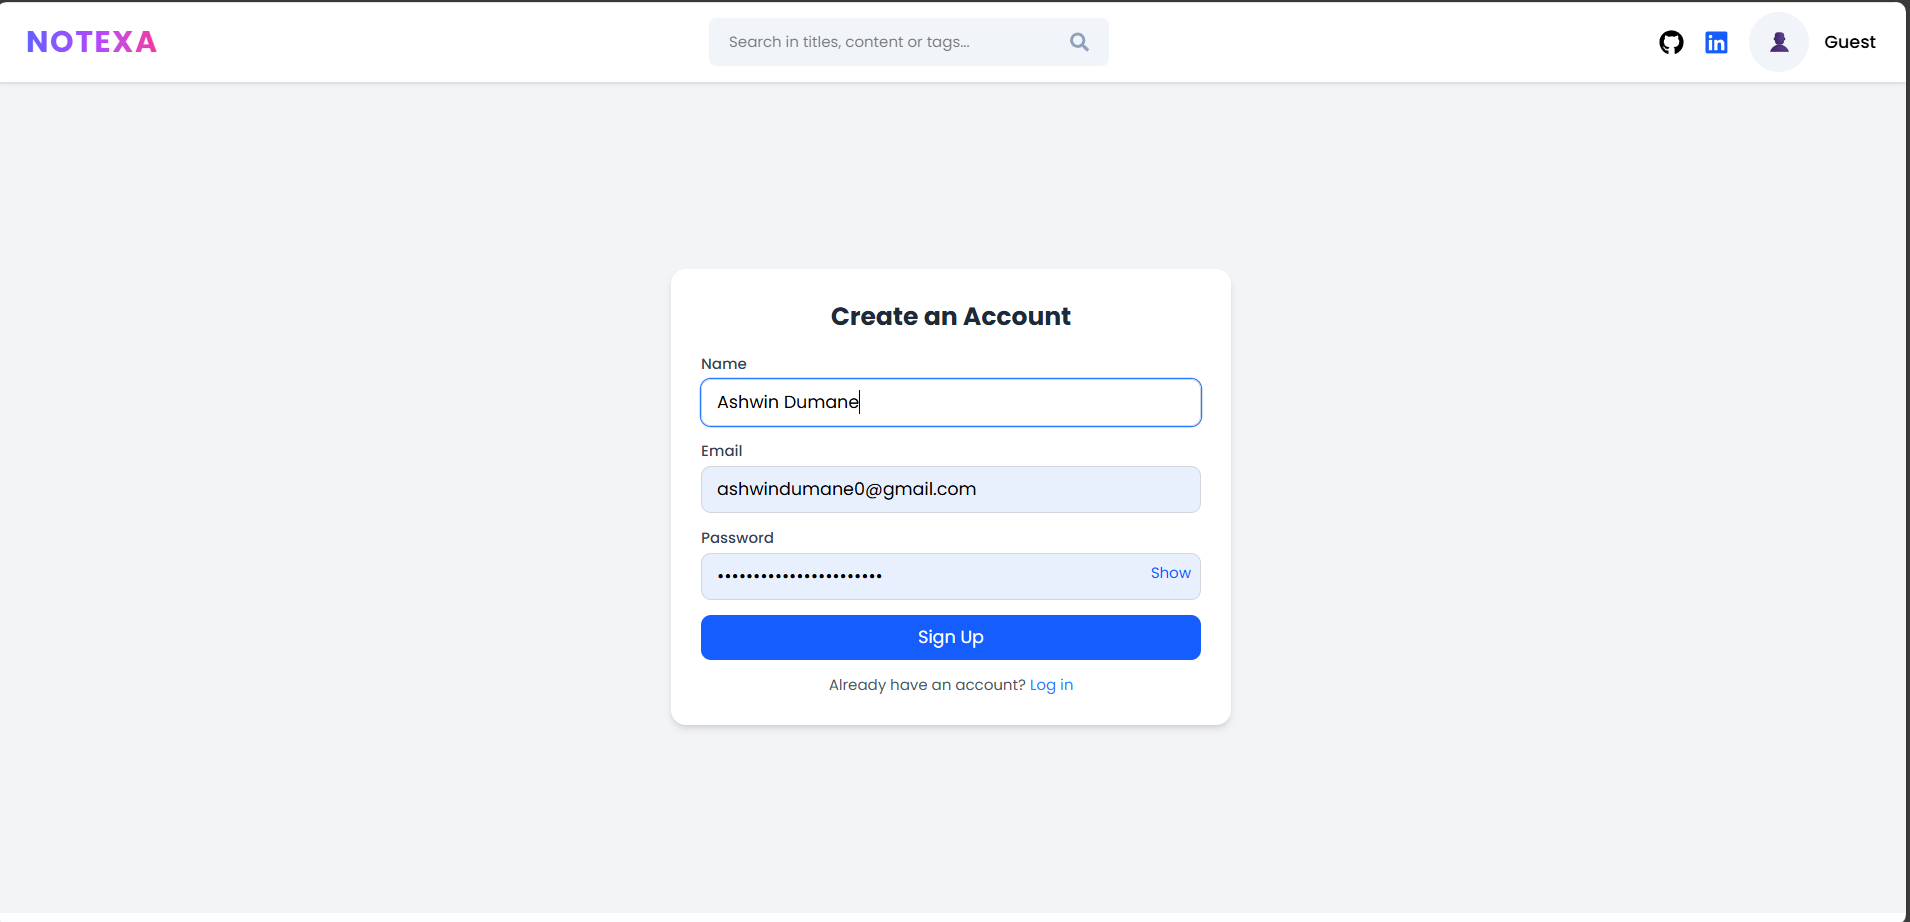 NOTEXA
Search in titles, content or tags...
Guest
Create an Account
Name
Ashwin Dumane
Email
ashwindumane0@gmail.com
Password
•••••••••••••••••••••••
Show
Sign Up
Already have an account? Log in